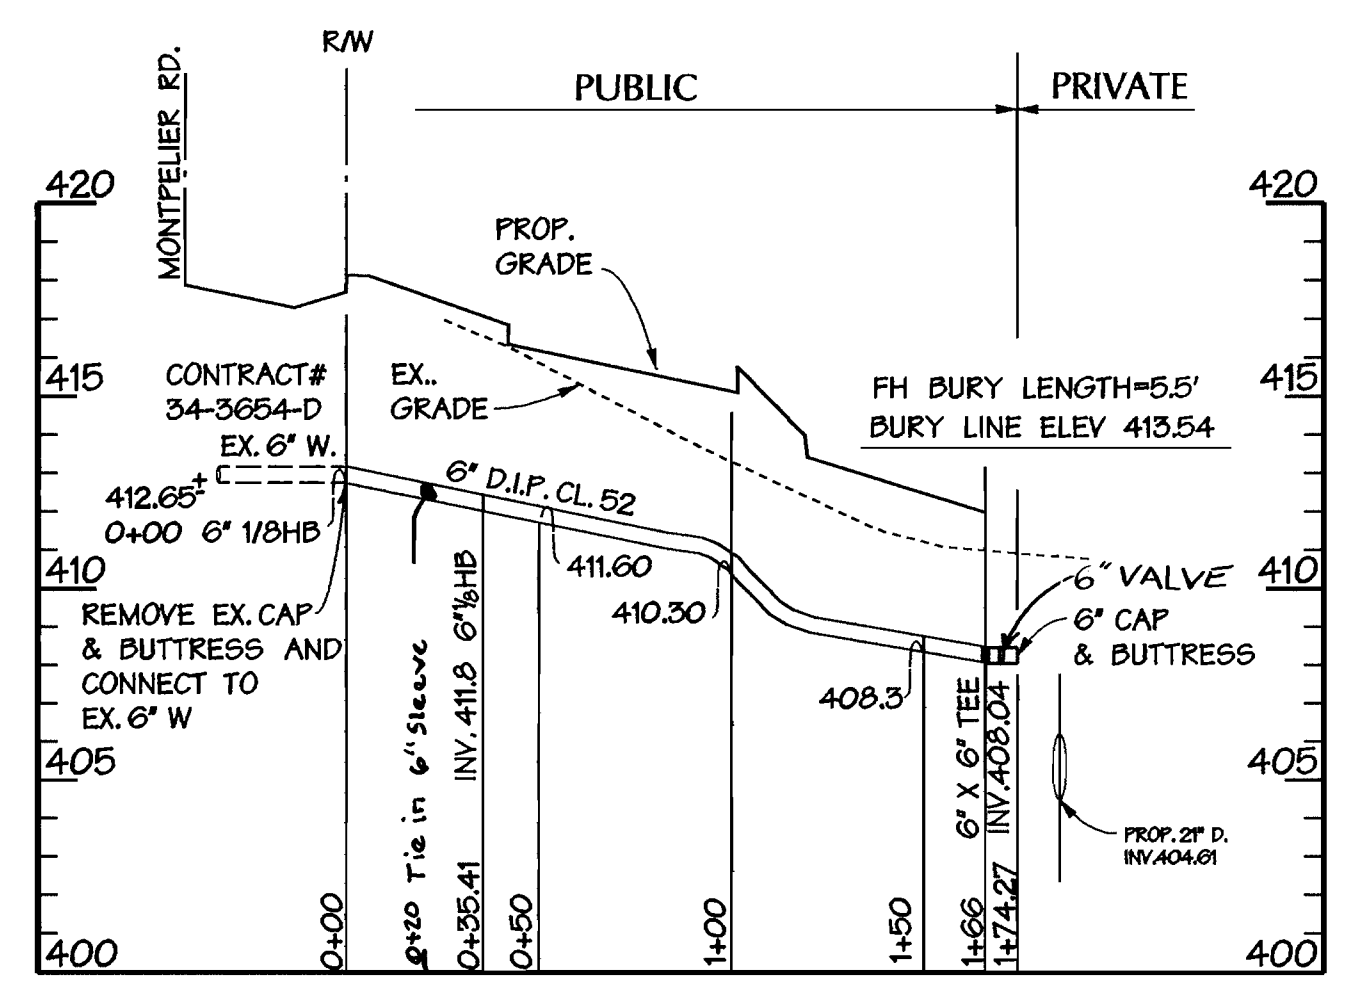 R/W
MONTPELIER RD.
PUBLIC
PRIVATE
420
420
PROP.
GRADE
415
CONTRACT#
34-3654-D
EX. 6" W.
EX..
GRADE
FH BURY LENGTH=5.5'
BURY LINE ELEV 413.54
415
412.65±
0+00 6" 1/8HB
6" D.I.P. CL. 52
411.60
410.30
408.3
410
REMOVE EX. CAP
& BUTTRESS AND
CONNECT TO
EX. 6" W
6" VALVE
410
6" CAP
& BUTTRESS
405
405
PROP. 21" D.
INV.404.61
400
0+00
0+20 Tie in 6" Sleeve
0+35.41 INV. 411.8 6" 1/8HB
0+50
1+00
1+50
1+66 6" X 6" TEE
1+74.27 INV.408.04
400